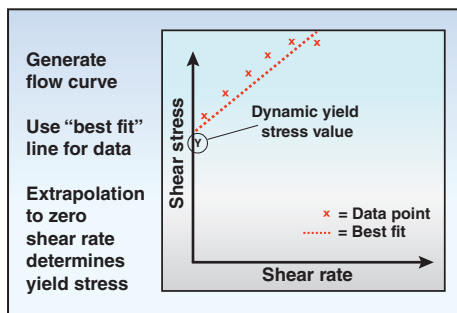 Generate
flow curve
Use “best fit”
line for data
Extrapolation
to zero
shear rate
determines
yield stress
Shear stress
Dynamic yield
stress value
Y
x = Data point
= Best fit
Shear rate